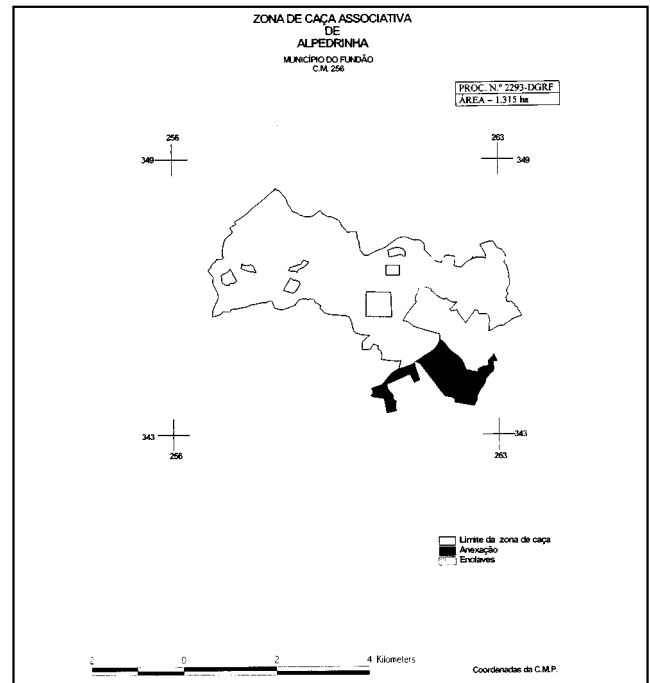 ZONA DE CAÇA ASSOCIATIVA
DE
ALPEDRINHA
MUNICÍPIO DO FUNDÃO
C.M. 256
PROC. N.º 2293-DGRF
ÁREA – 1.315 ha
256
263
349
349
343
343
256
263
Limite da zona de caça
Anexação
Enclaves
2 0 2 4 Kilometers
Coordenadas da C.M.P.